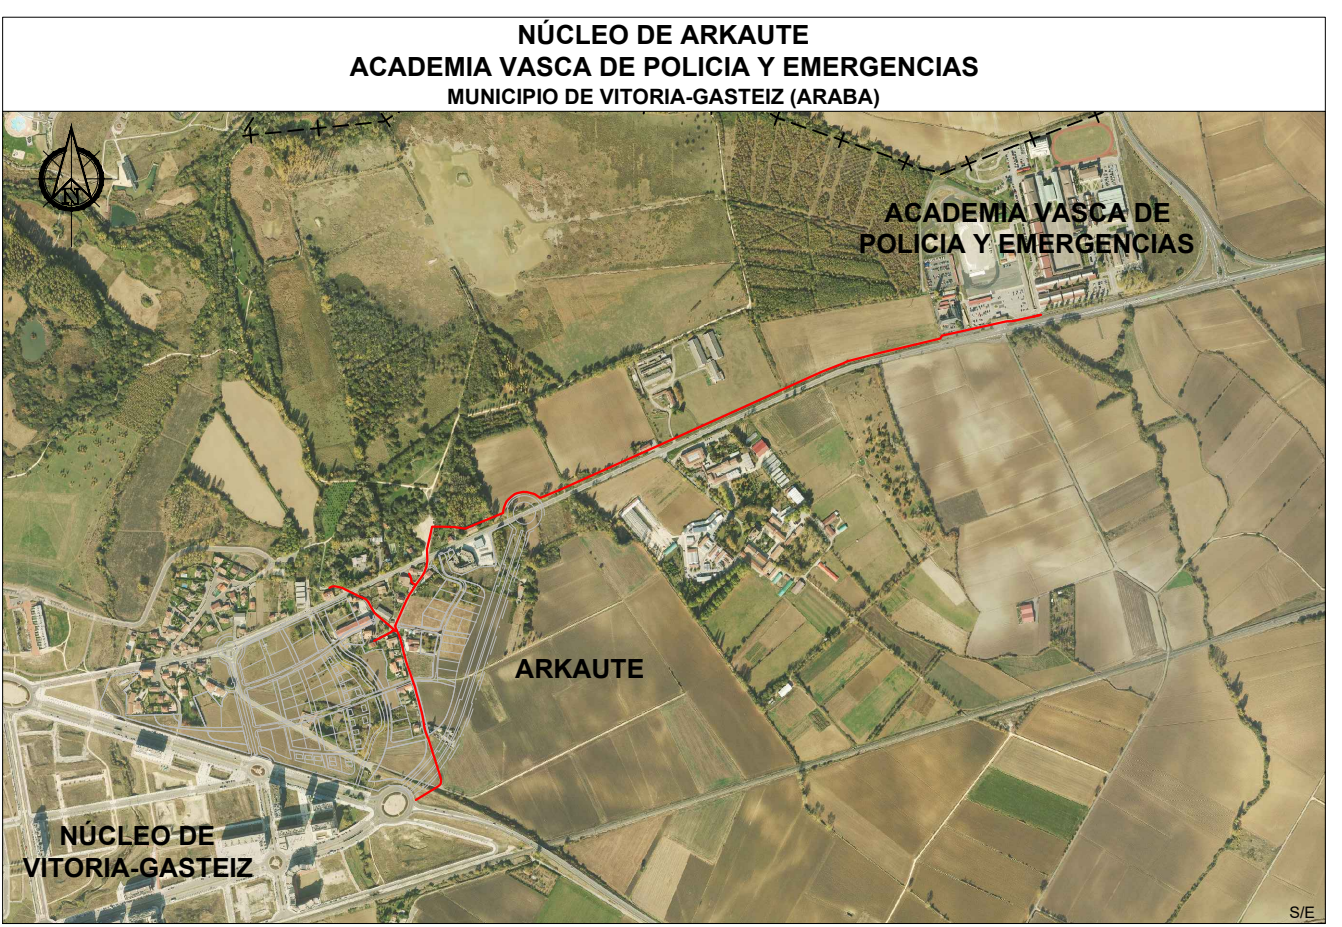 NÚCLEO DE ARKAUTE
ACADEMIA VASCA DE POLICIA Y EMERGENCIAS
MUNICIPIO DE VITORIA-GASTEIZ (ARABA)
N
ACADEMIA VASCA DE
POLICIA Y EMERGENCIAS
ARKAUTE
NÚCLEO DE
VITORIA-GASTEIZ
S/E